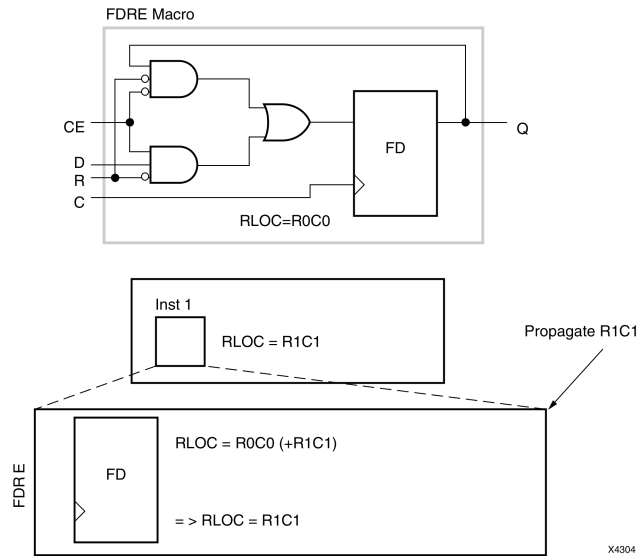 FDRE Macro
CE
D
R
C
FD
Q
RLOC=R0C0
Inst 1
RLOC = R1C1
Propagate R1C1
FDR E
FD
RLOC = R0C0 (+R1C1)
= > RLOC = R1C1
X4304